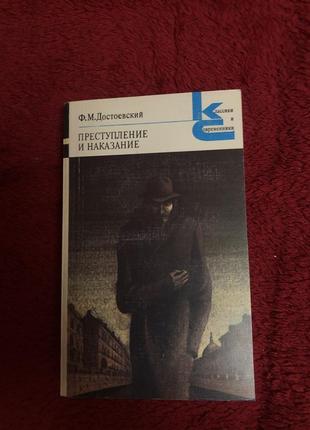 Ф.М.Достоевский
ПРЕСТУПЛЕНИЕ
И НАКАЗАНИЕ
Классики
и
Современники